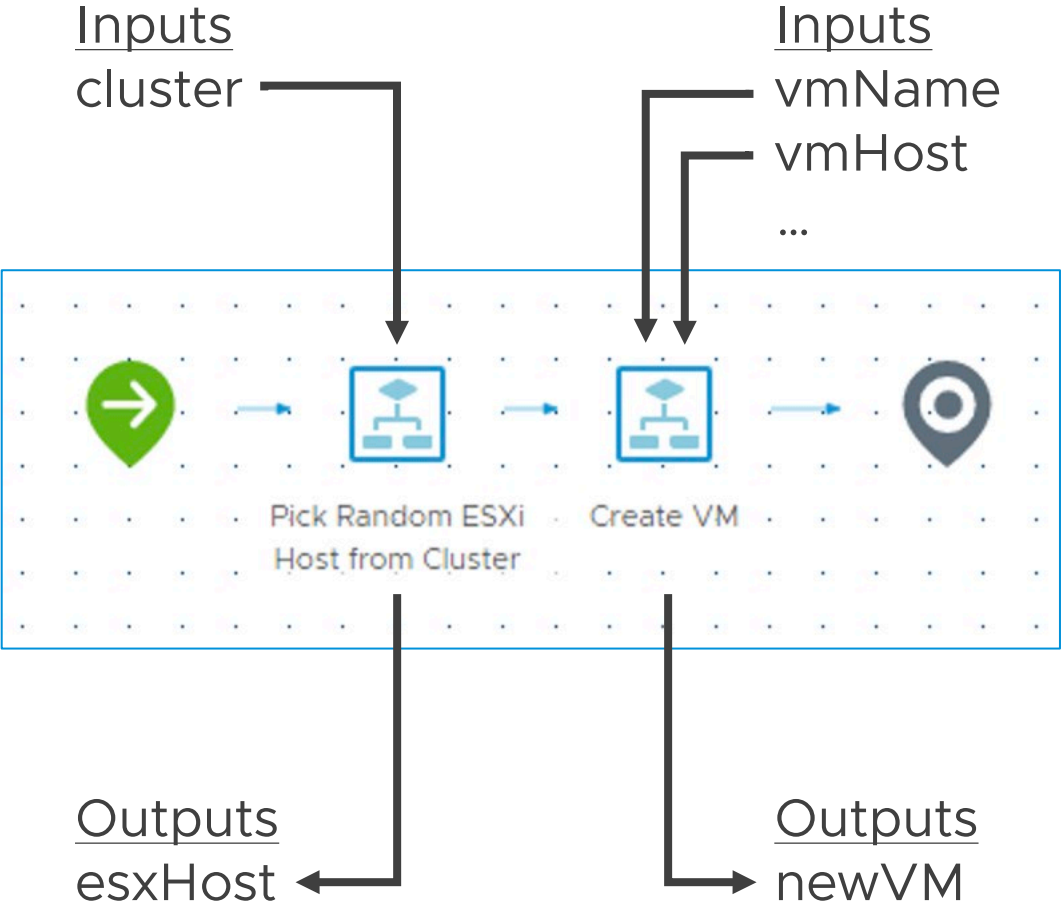 Inputs
cluster
Inputs
vmName
vmHost
...
Pick Random ESXi
Host from Cluster
Create VM
Outputs
esxHost
Outputs
newVM